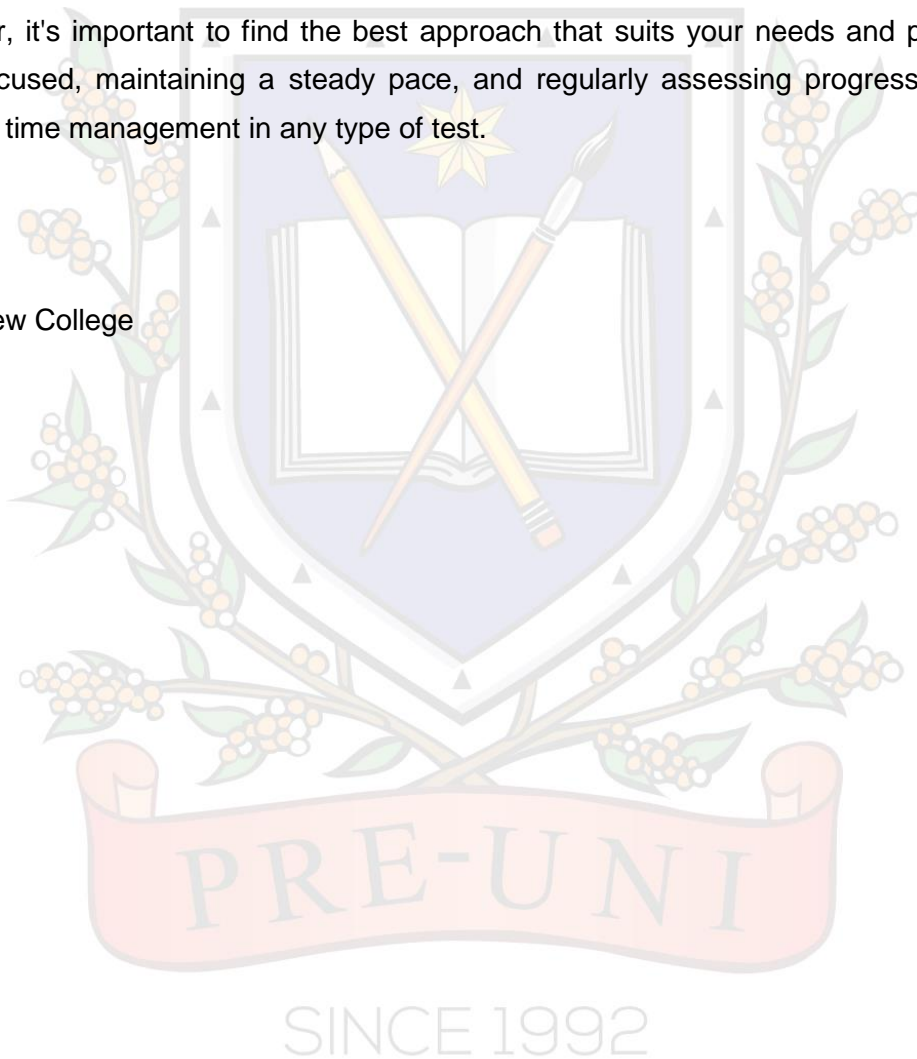 r, it's important to find the best approach that suits your needs and p
cused, maintaining a steady pace, and regularly assessing progress
time management in any type of test.
ew College
PRE-UNI
SINCE 1992